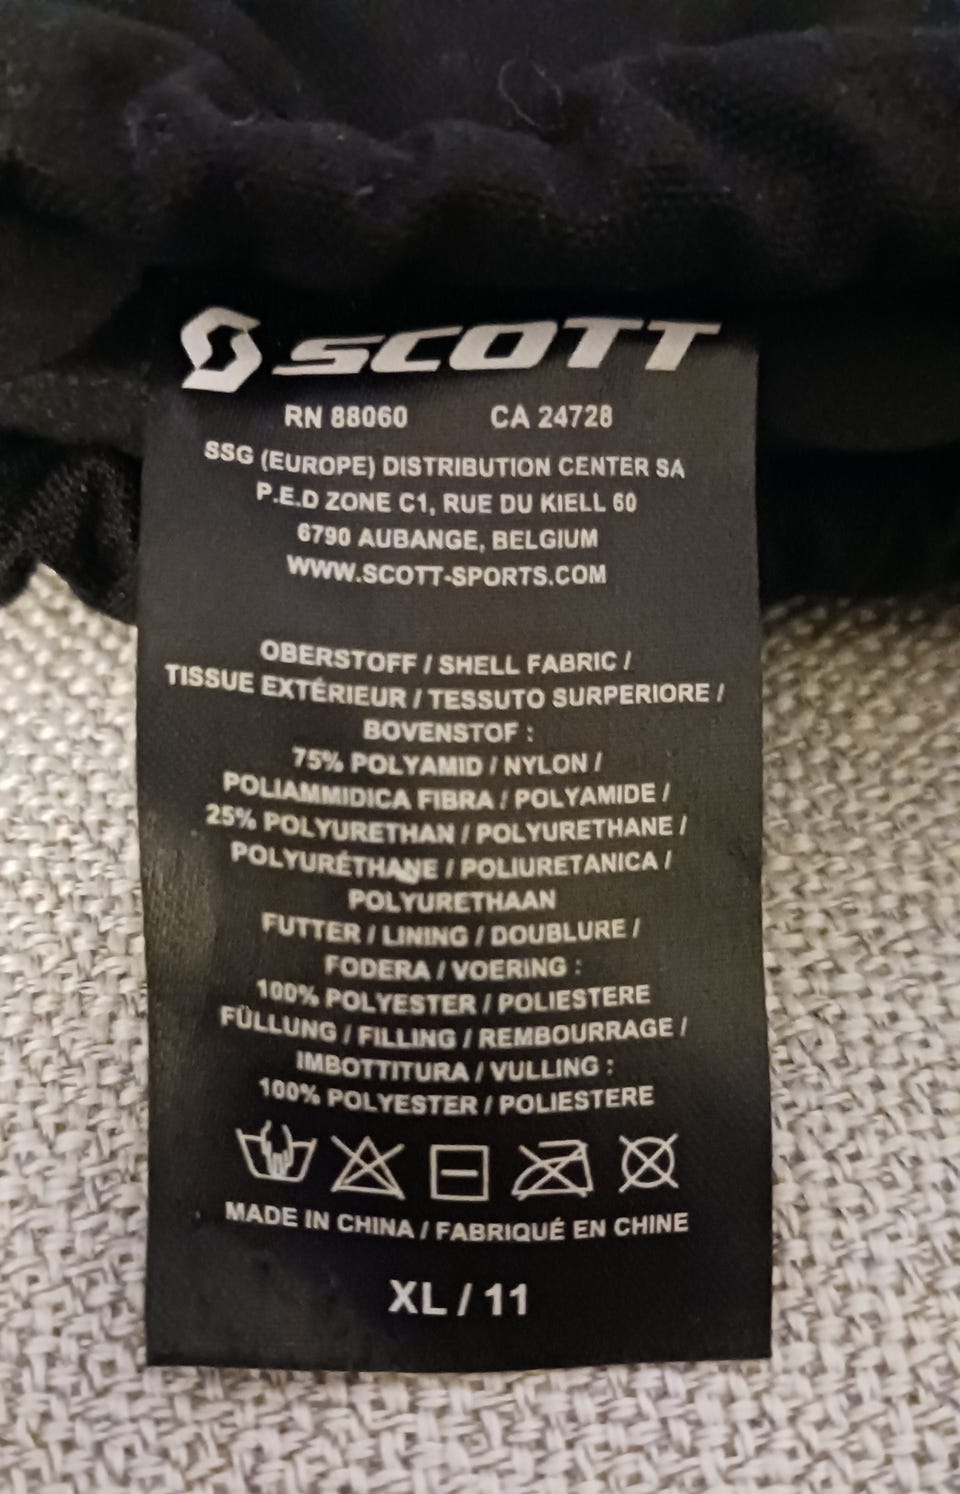 SCOTT
RN 88060 CA 24728
SSG (EUROPE) DISTRIBUTION CENTER SA
P.E.D ZONE C1, RUE DU KIELL 60
6790 AUBANGE, BELGIUM
WWW.SCOTT-SPORTS.COM
OBERSTOFF / SHELL FABRIC /
TISSUE EXTÉRIEUR / TESSUTO SURPERIORE /
BOVENSTOF :
75% POLYAMID / NYLON /
POLIAMMIDICA FIBRA / POLYAMIDE /
25% POLYURETHAN / POLYURETHANE /
POLYURÉTHANE / POLIURETANICA /
POLYURETHAAN
FUTTER / LINING / DOUBLURE /
FODERA / VOERING :
100% POLYESTER / POLIESTERE
FÜLLUNG / FILLING / REMBOURRAGE /
IMBOTTITURA / VULLING :
100% POLYESTER / POLIESTERE
MADE IN CHINA / FABRIQUÉ EN CHINE
XL / 11